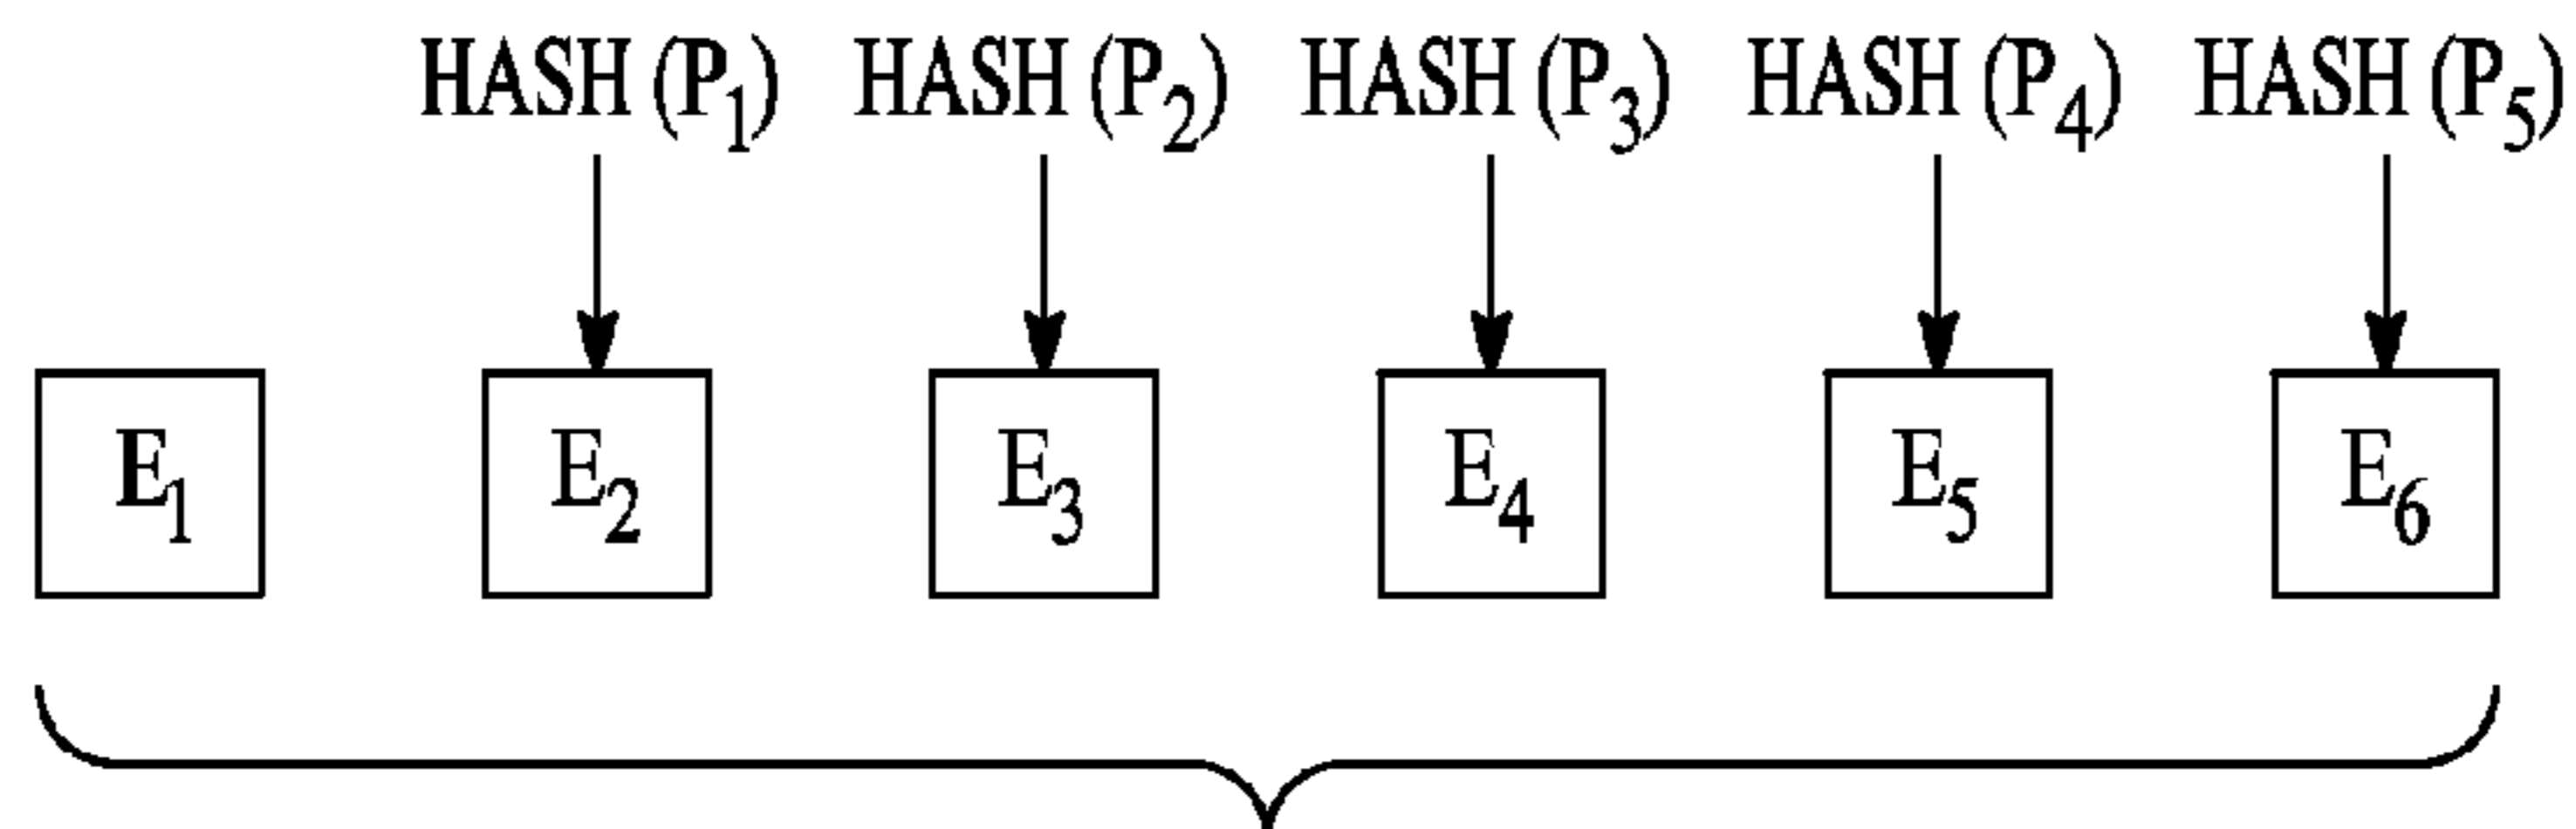 HASH (P₁) HASH (P₂) HASH (P₃) HASH (P₄) HASH (P₅)
E₁ E₂ E₃ E₄ E₅ E₆